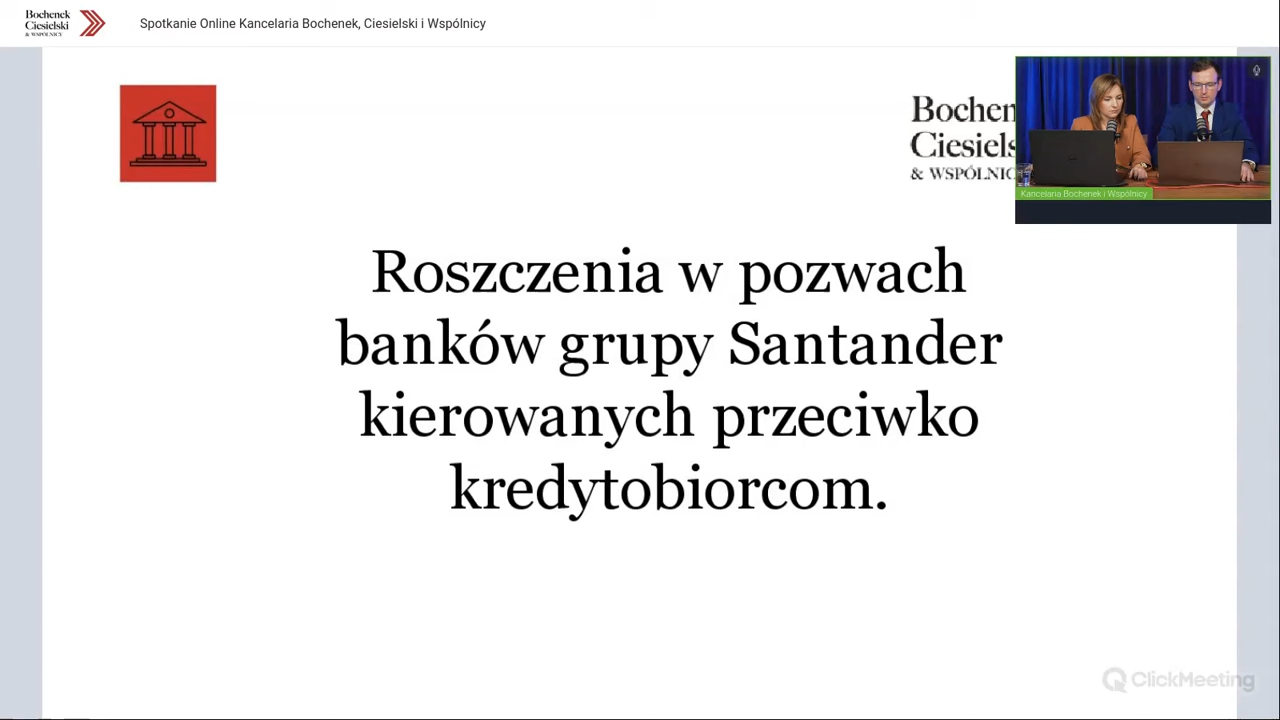 Bochenek
Ciesielski
& WSPÓLNICY
Spotkanie Online Kancelaria Bochenek, Ciesielski i Wspólnicy
Bochen
Ciesiels
& WSPÓLNIC
Kancelaria Bochenek i Wspólnicy
Roszczenia w pozwach
banków grupy Santander
kierowanych przeciwko
kredytobiorcom.
ClickMeeting